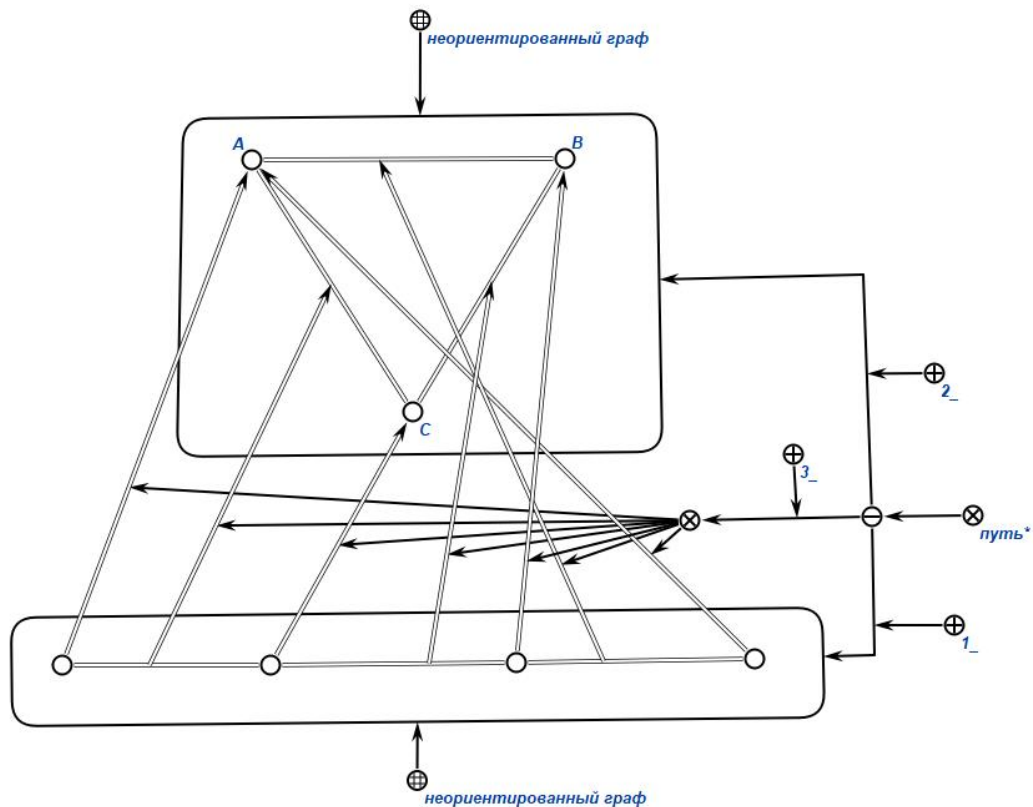 неориентированный граф
A
B
C
2_
3_
путь*
1_
неориентированный граф